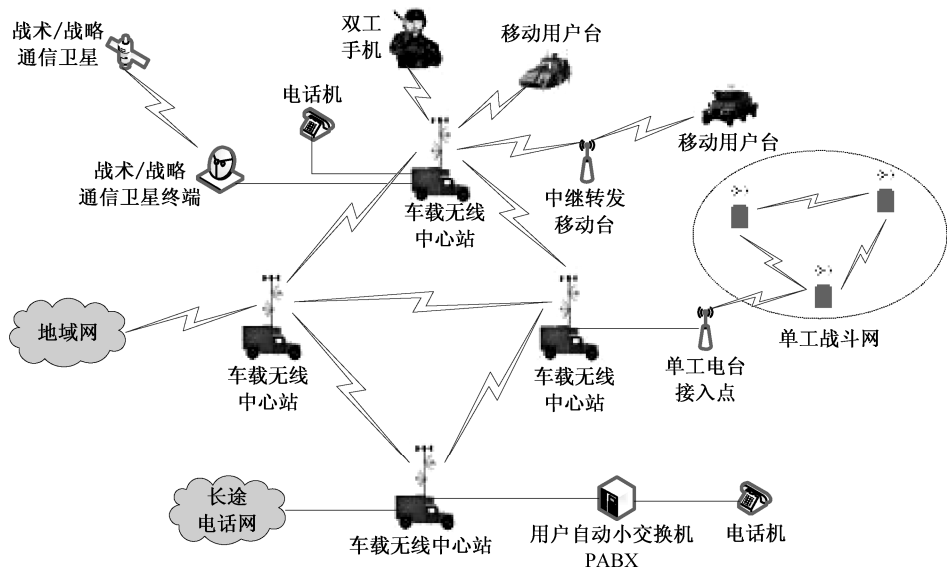 战术/战略
通信卫星
双工
手机
移动用户台
电话机
移动用户台
战术/战略
通信卫星终端
中继转发
移动台
车载无线
中心站
地域网
单工战斗网
车载无线
中心站
车载无线
中心站
单工电台
接入点
长途
电话网
车载无线中心站
用户自动小交换机
PABX
电话机